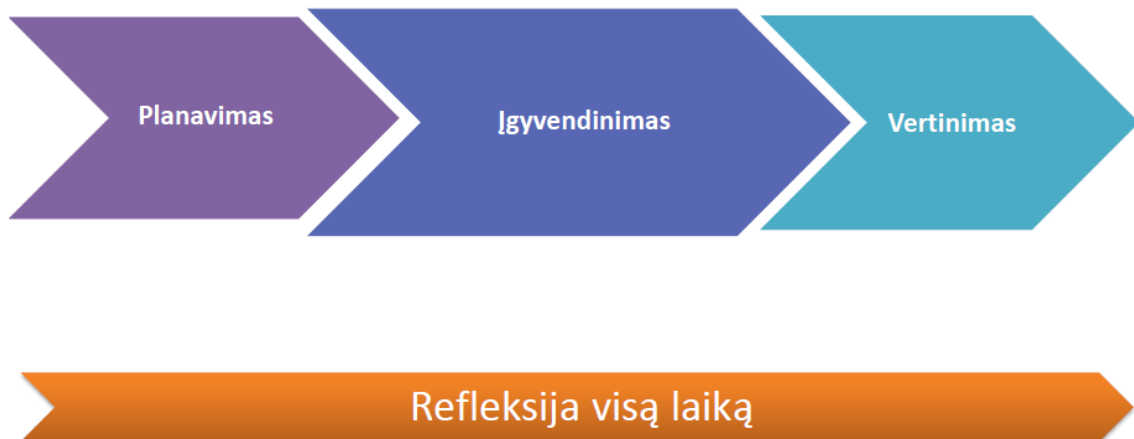 Planavimas
Įgyvendinimas
Vertinimas
Refleksija visą laiką